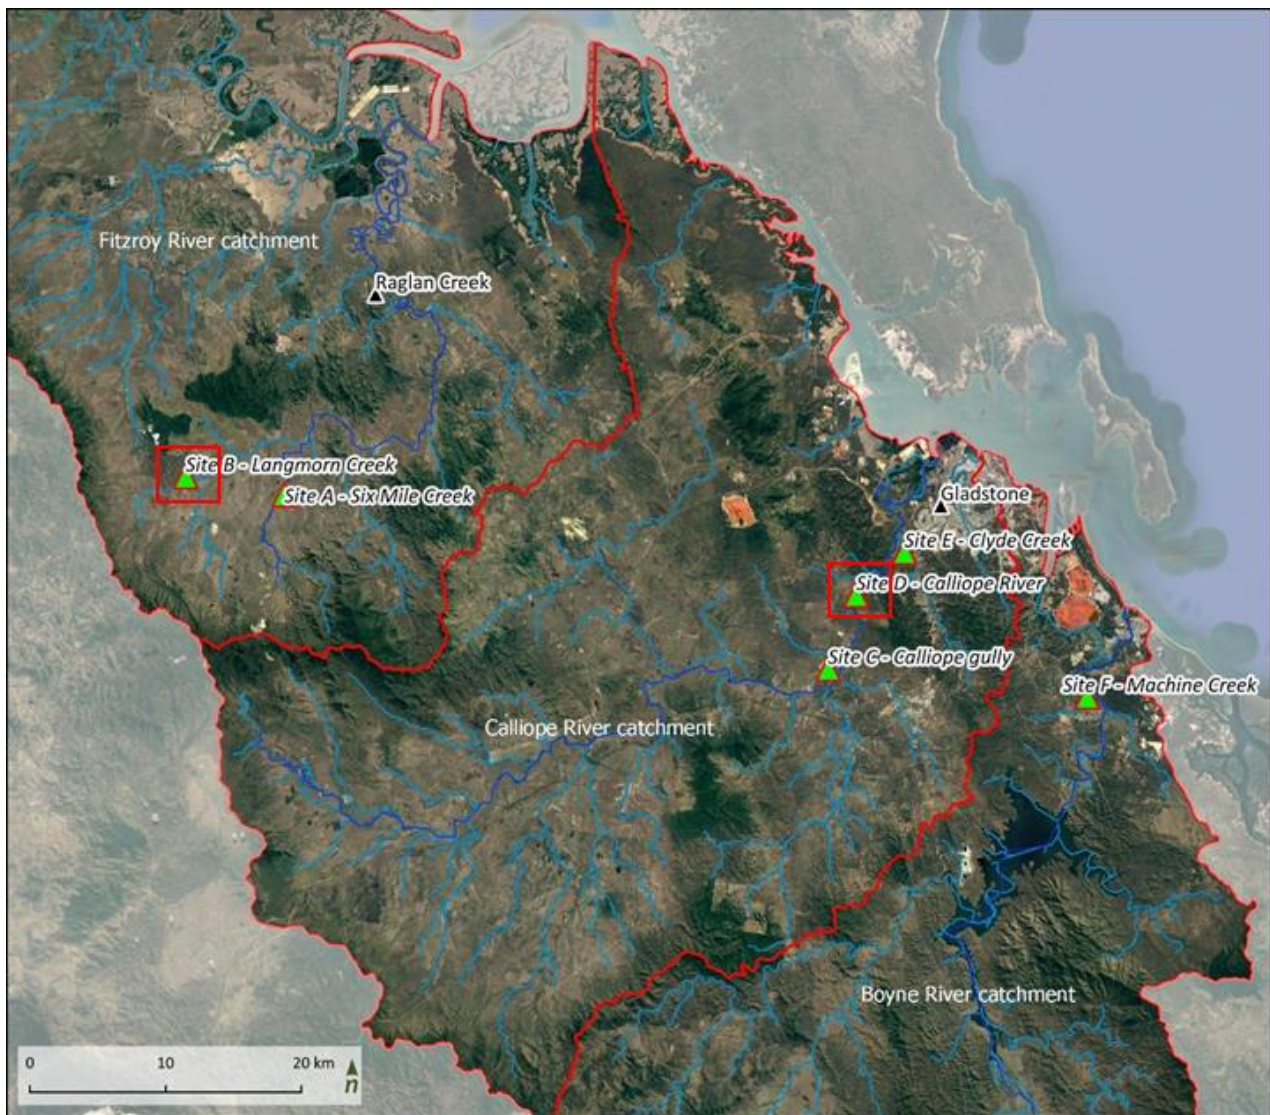 Fitzroy River catchment
Raglan Creek
Site B - Langmorn Creek
Site A - Six Mile Creek
Gladstone
Site E - Clyde Creek
Site D - Calliope River
Site C - Calliope gully
Site F - Machine Creek
Calliope River catchment
Boyne River catchment
0 10 20 km
n